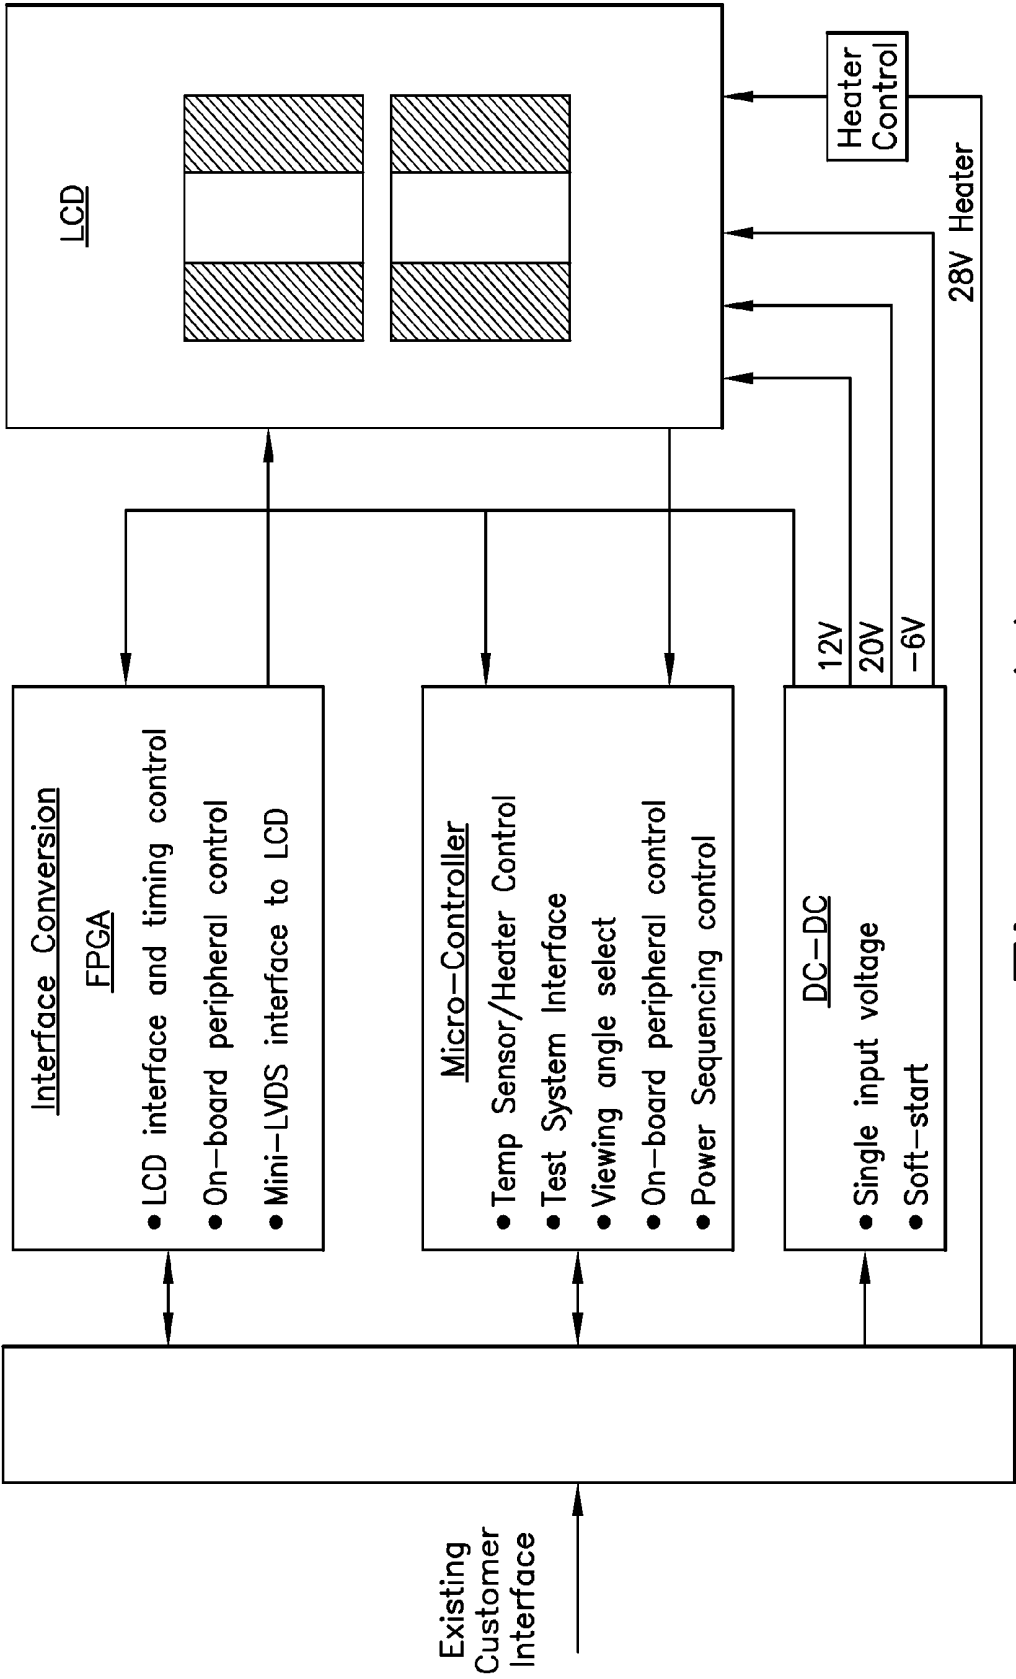 Existing
Customer
Interface
Interface Conversion
FPGA
● LCD interface and timing control
● On-board peripheral control
● Mini-LVDS interface to LCD
Micro-Controller
● Temp Sensor/Heater Control
● Test System Interface
● Viewing angle select
● On-board peripheral control
● Power Sequencing control
DC-DC
● Single input voltage
● Soft-start
12V
20V
-6V
28V Heater
LCD
Heater
Control